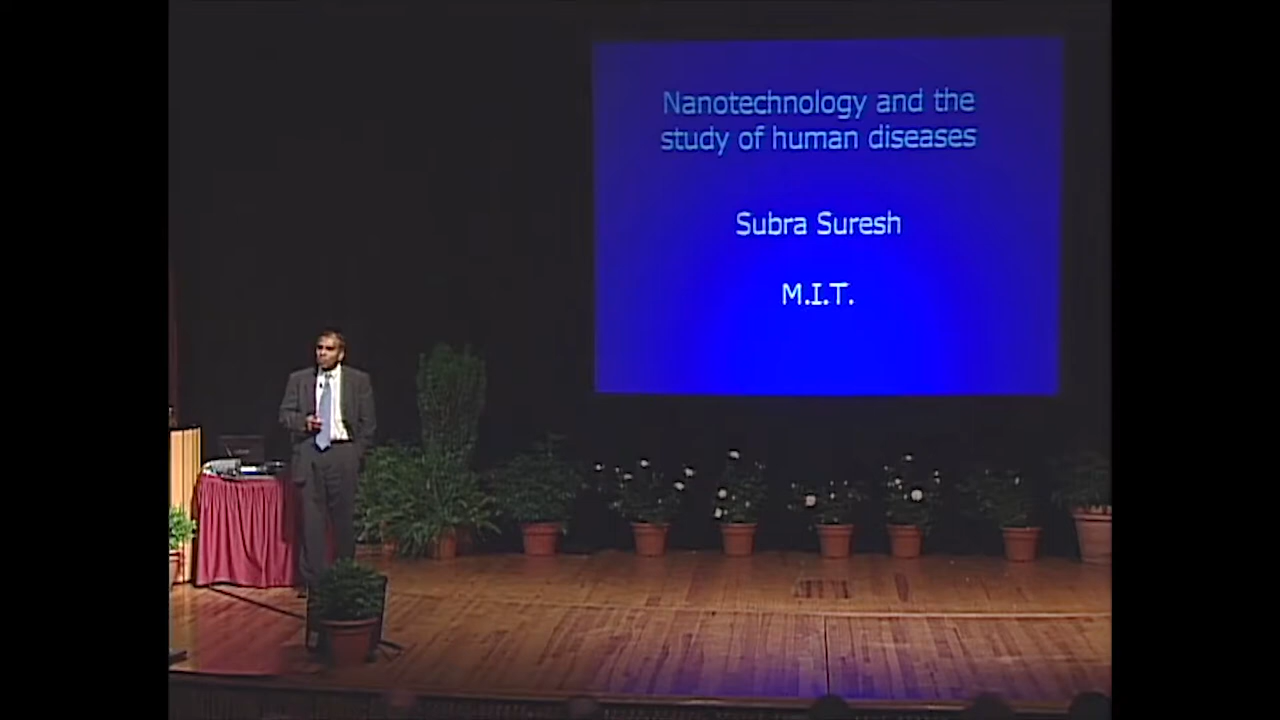 Nanotechnology and the
study of human diseases
Subra Suresh
M.I.T.